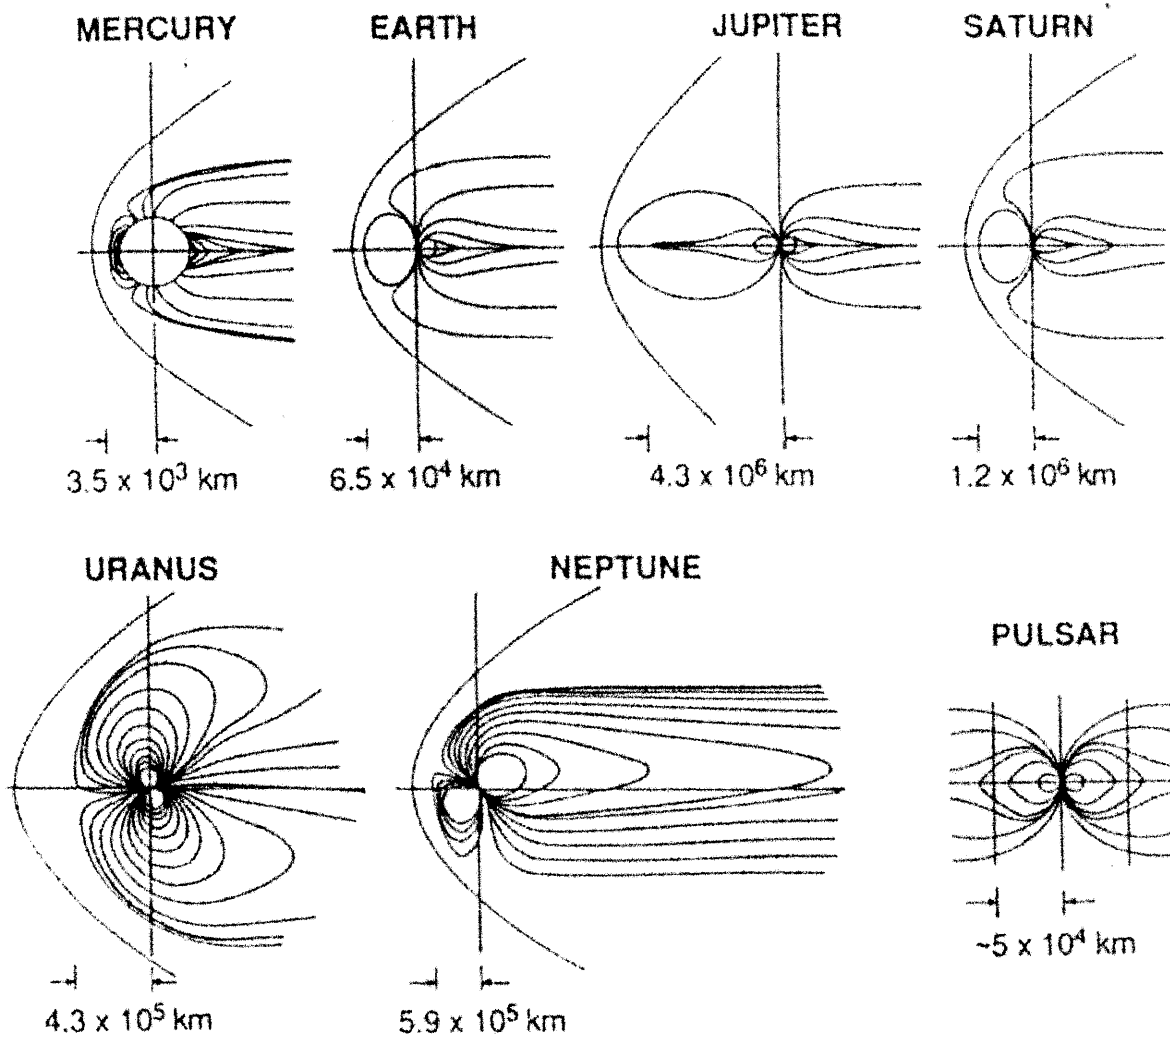 MERCURY
EARTH
JUPITER
SATURN
3.5 x 10³ km
6.5 x 10⁴ km
4.3 x 10⁶ km
1.2 x 10⁶ km
URANUS
NEPTUNE
PULSAR
~5 x 10⁴ km
4.3 x 10⁵ km
5.9 x 10⁵ km